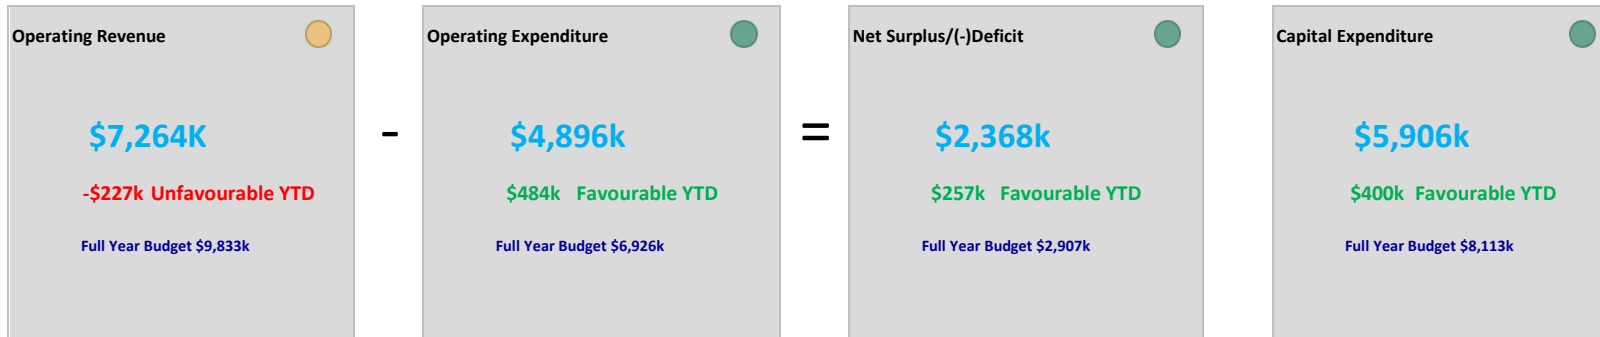 Operating Revenue
$7,264K
-$227k Unfavourable YTD
Full Year Budget $9,833k
-
Operating Expenditure
$4,896k
$484k Favourable YTD
Full Year Budget $6,926k
=
Net Surplus/(-)Deficit
$2,368k
$257k Favourable YTD
Full Year Budget $2,907k
Capital Expenditure
$5,906k
$400k Favourable YTD
Full Year Budget $8,113k